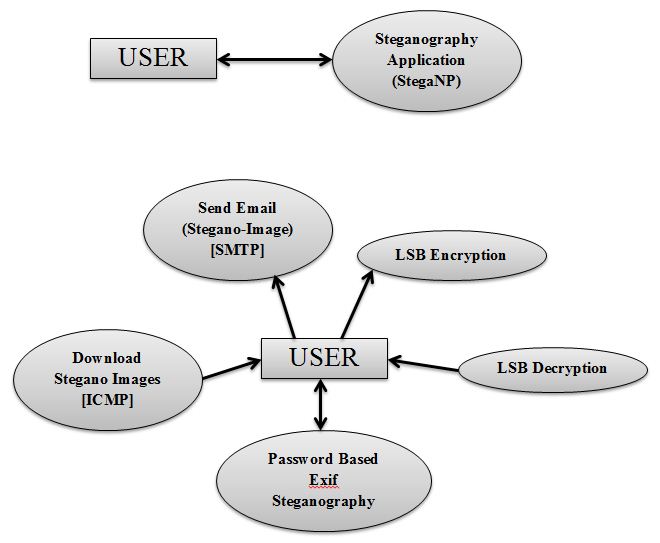 USER
Steganography
Application
(StegaNP)
Send Email
(Stegano-Image)
[SMTP]
LSB Encryption
Download
Stegano Images
[ICMP]
USER
LSB Decryption
Password Based
Exif
Steganography